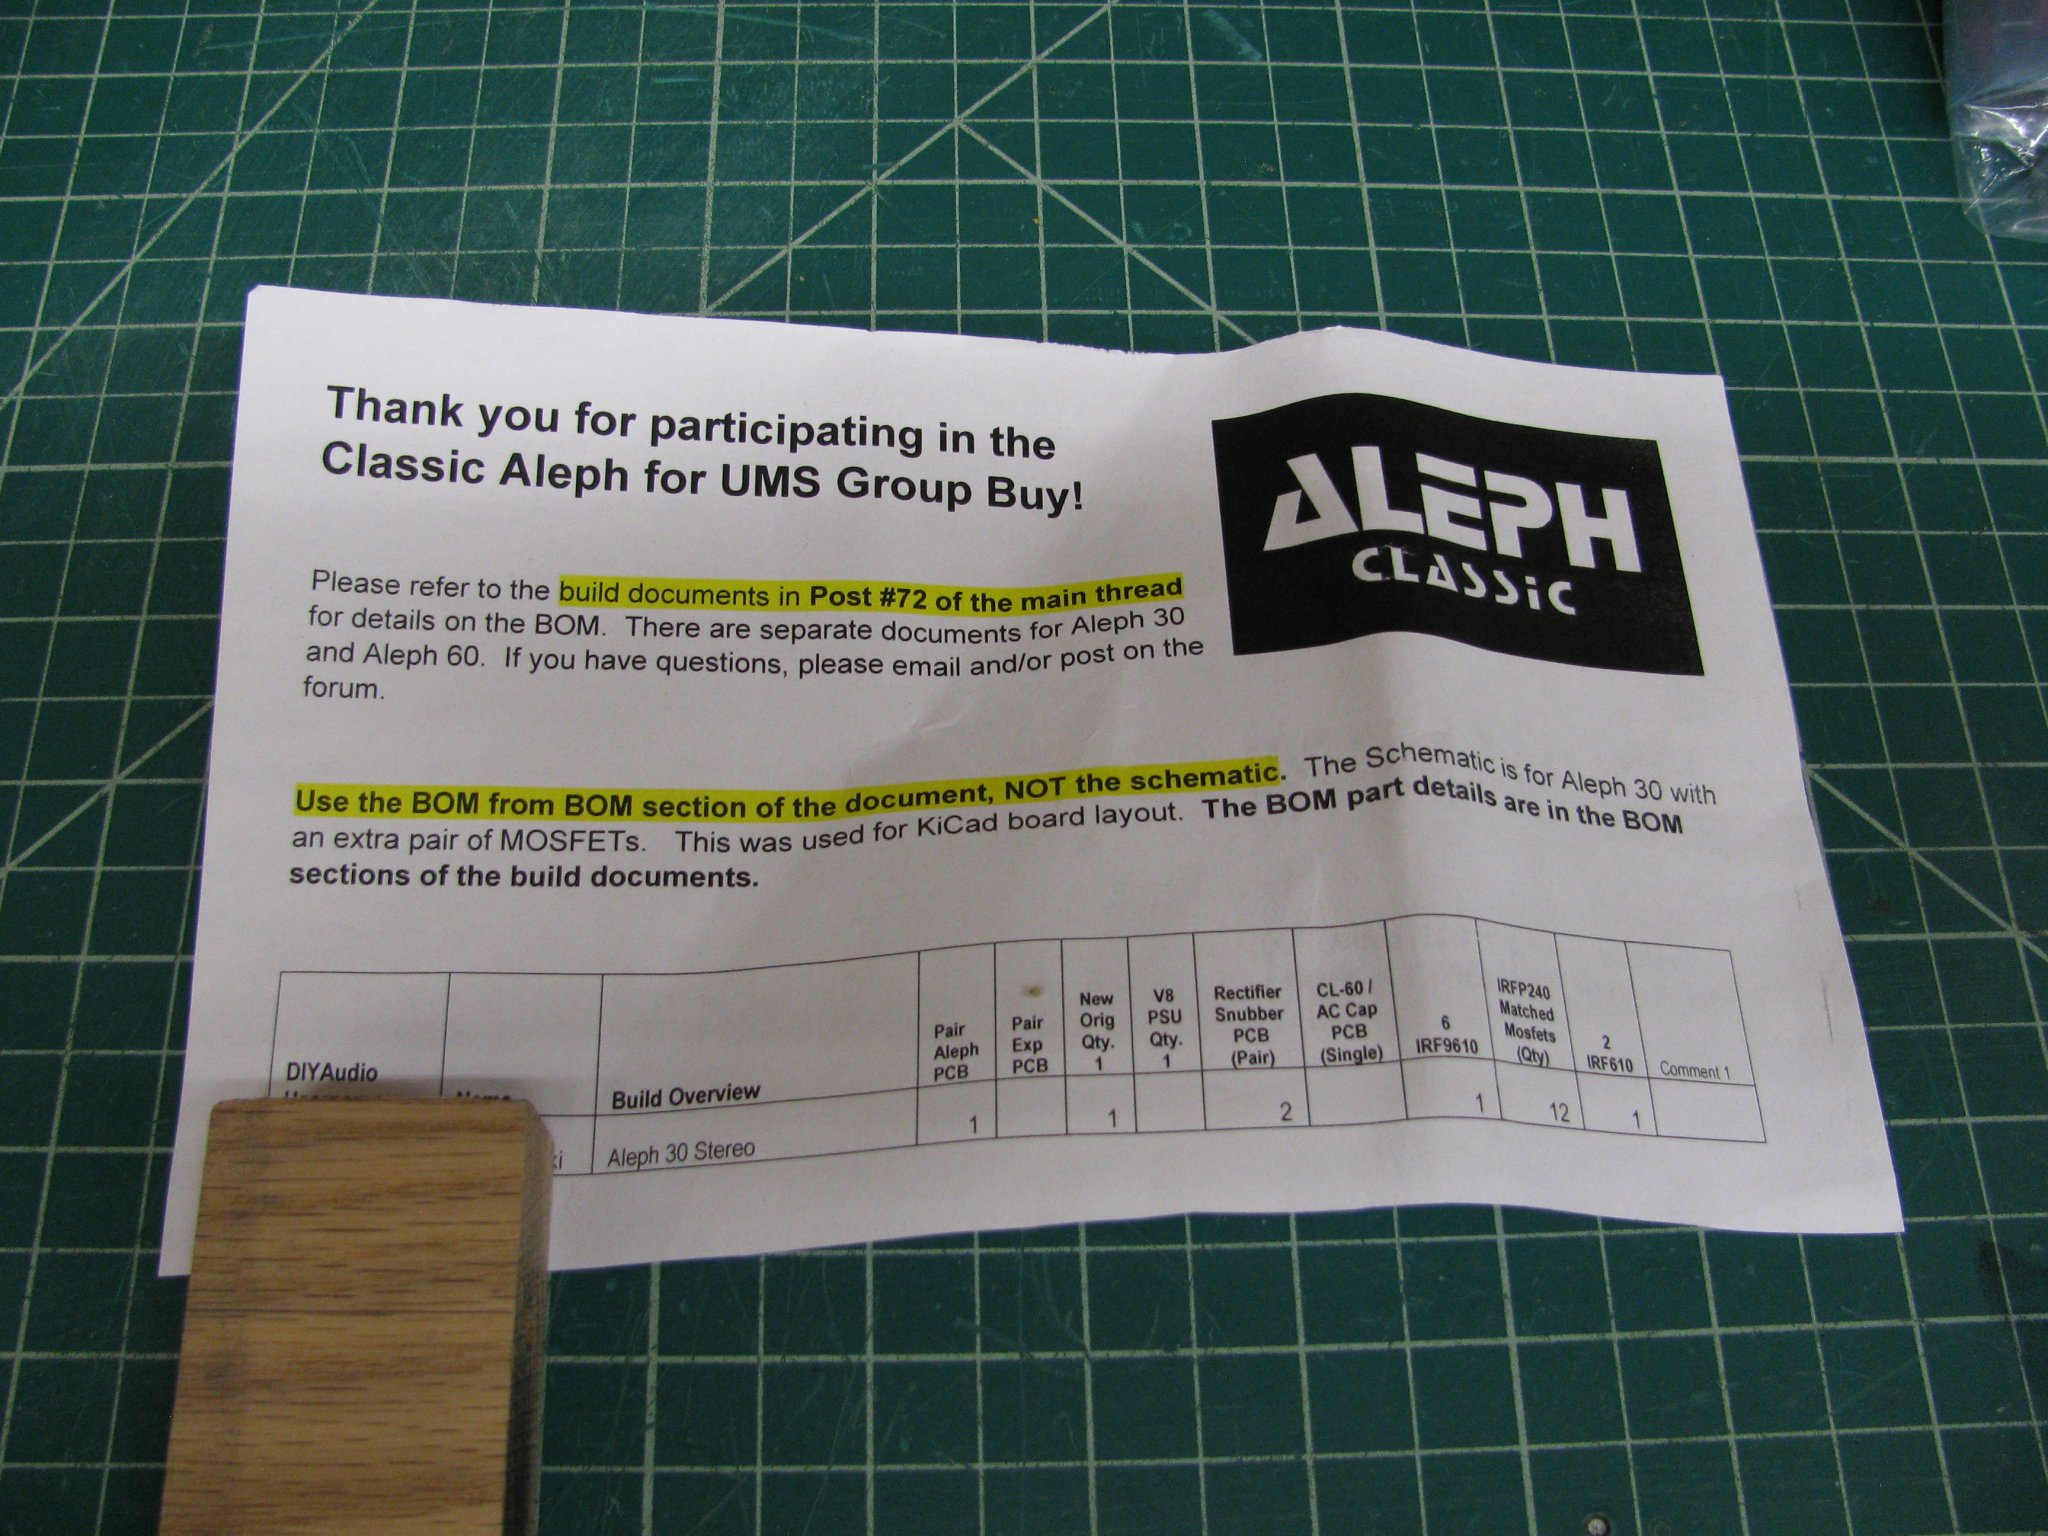 Thank you for participating in the
Classic Aleph for UMS Group Buy!
ALEPH
CLASSiC
Please refer to the build documents in Post #72 of the main thread
for details on the BOM. There are separate documents for Aleph 30
and Aleph 60. If you have questions, please email and/or post on the
forum.
Use the BOM from BOM section of the document, NOT the schematic. The Schematic is for Aleph 30 with
an extra pair of MOSFETs. This was used for KiCad board layout. The BOM part details are in the BOM
sections of the build documents.
DIYAudio
Build Overview
Pair
Aleph
PCB
Pair
Exp
PCB
New
Orig
Qty.
1
V8
PSU
Qty.
1
Rectifier
Snubber
PCB
(Pair)
CL-60 /
AC Cap
PCB
(Single)
6
IRF9610
IRFP240
Matched
Mosfets
(Qty)
2
IRF610
Comment 1
Aleph 30 Stereo 1 1 2 1 12 1